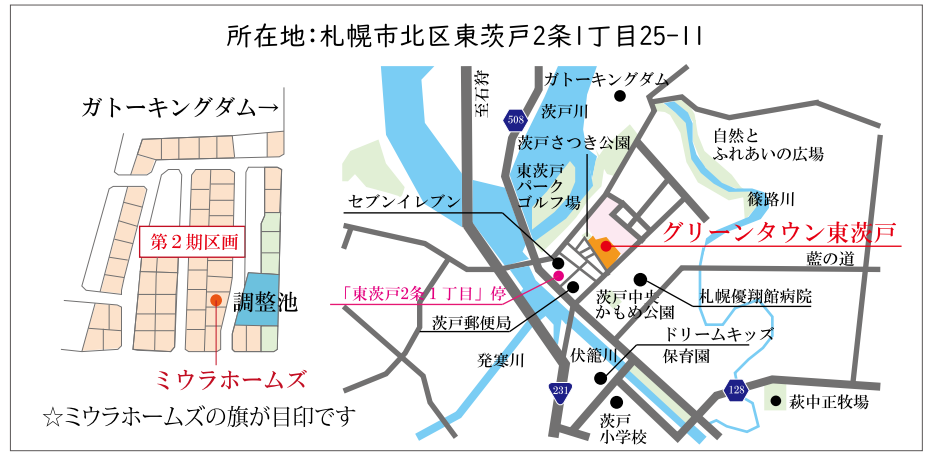 所在地：札幌市北区東茨戸2条1丁目25-11
ガトーキングダム→
第２期区画
調整池
ミウラホームズ
☆ミウラホームズの旗が目印です
至石狩
ガトーキングダム
508
茨戸川
茨戸さつき公園
自然と
ふれあいの広場
東茨戸
パーク
ゴルフ場
セブンイレブン
篠路川
グリーンタウン東茨戸
藍の道
「東茨戸2条１丁目」停
茨戸中央
かもめ公園
札幌優翔館病院
茨戸郵便局
ドリームキッズ
保育園
発寒川
伏籠川
231
128
茨戸
小学校
萩中正牧場